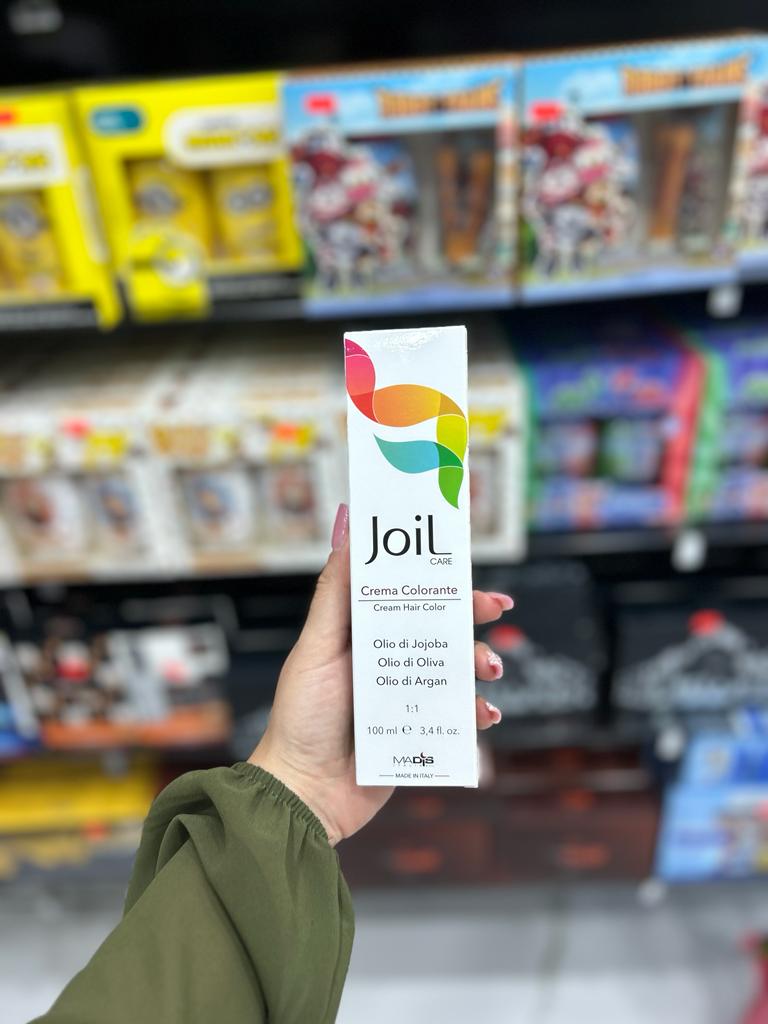 JoiL
CARE
Crema Colorante
Cream Hair Color
Olio di Jojoba
Olio di Oliva
Olio di Argan
1:1
100 ml ℮ 3,4 fl. oz.
MADIS
MADE IN ITALY